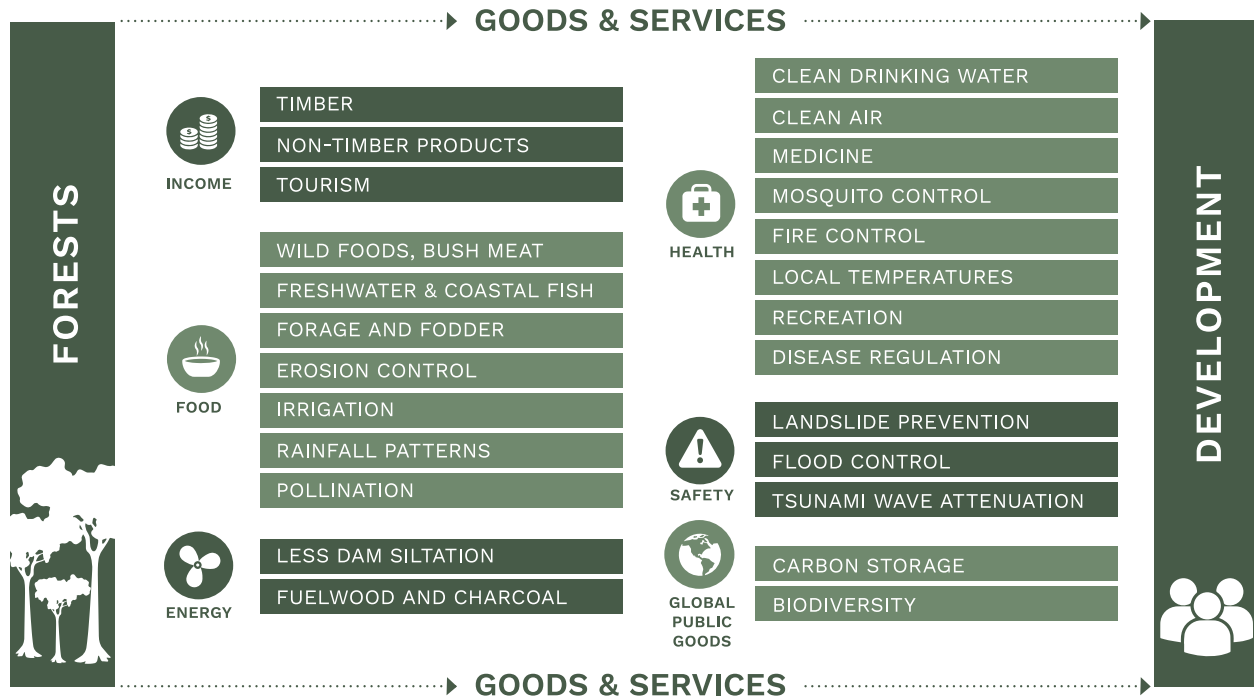 GOODS & SERVICES
FORESTS
INCOME
TIMBER
NON-TIMBER PRODUCTS
TOURISM
FOOD
WILD FOODS, BUSH MEAT
FRESHWATER & COASTAL FISH
FORAGE AND FODDER
EROSION CONTROL
IRRIGATION
RAINFALL PATTERNS
POLLINATION
ENERGY
LESS DAM SILTATION
FUELWOOD AND CHARCOAL
HEALTH
CLEAN DRINKING WATER
CLEAN AIR
MEDICINE
MOSQUITO CONTROL
FIRE CONTROL
LOCAL TEMPERATURES
RECREATION
DISEASE REGULATION
SAFETY
LANDSLIDE PREVENTION
FLOOD CONTROL
TSUNAMI WAVE ATTENUATION
GLOBAL
PUBLIC
GOODS
CARBON STORAGE
BIODIVERSITY
DEVELOPMENT
GOODS & SERVICES